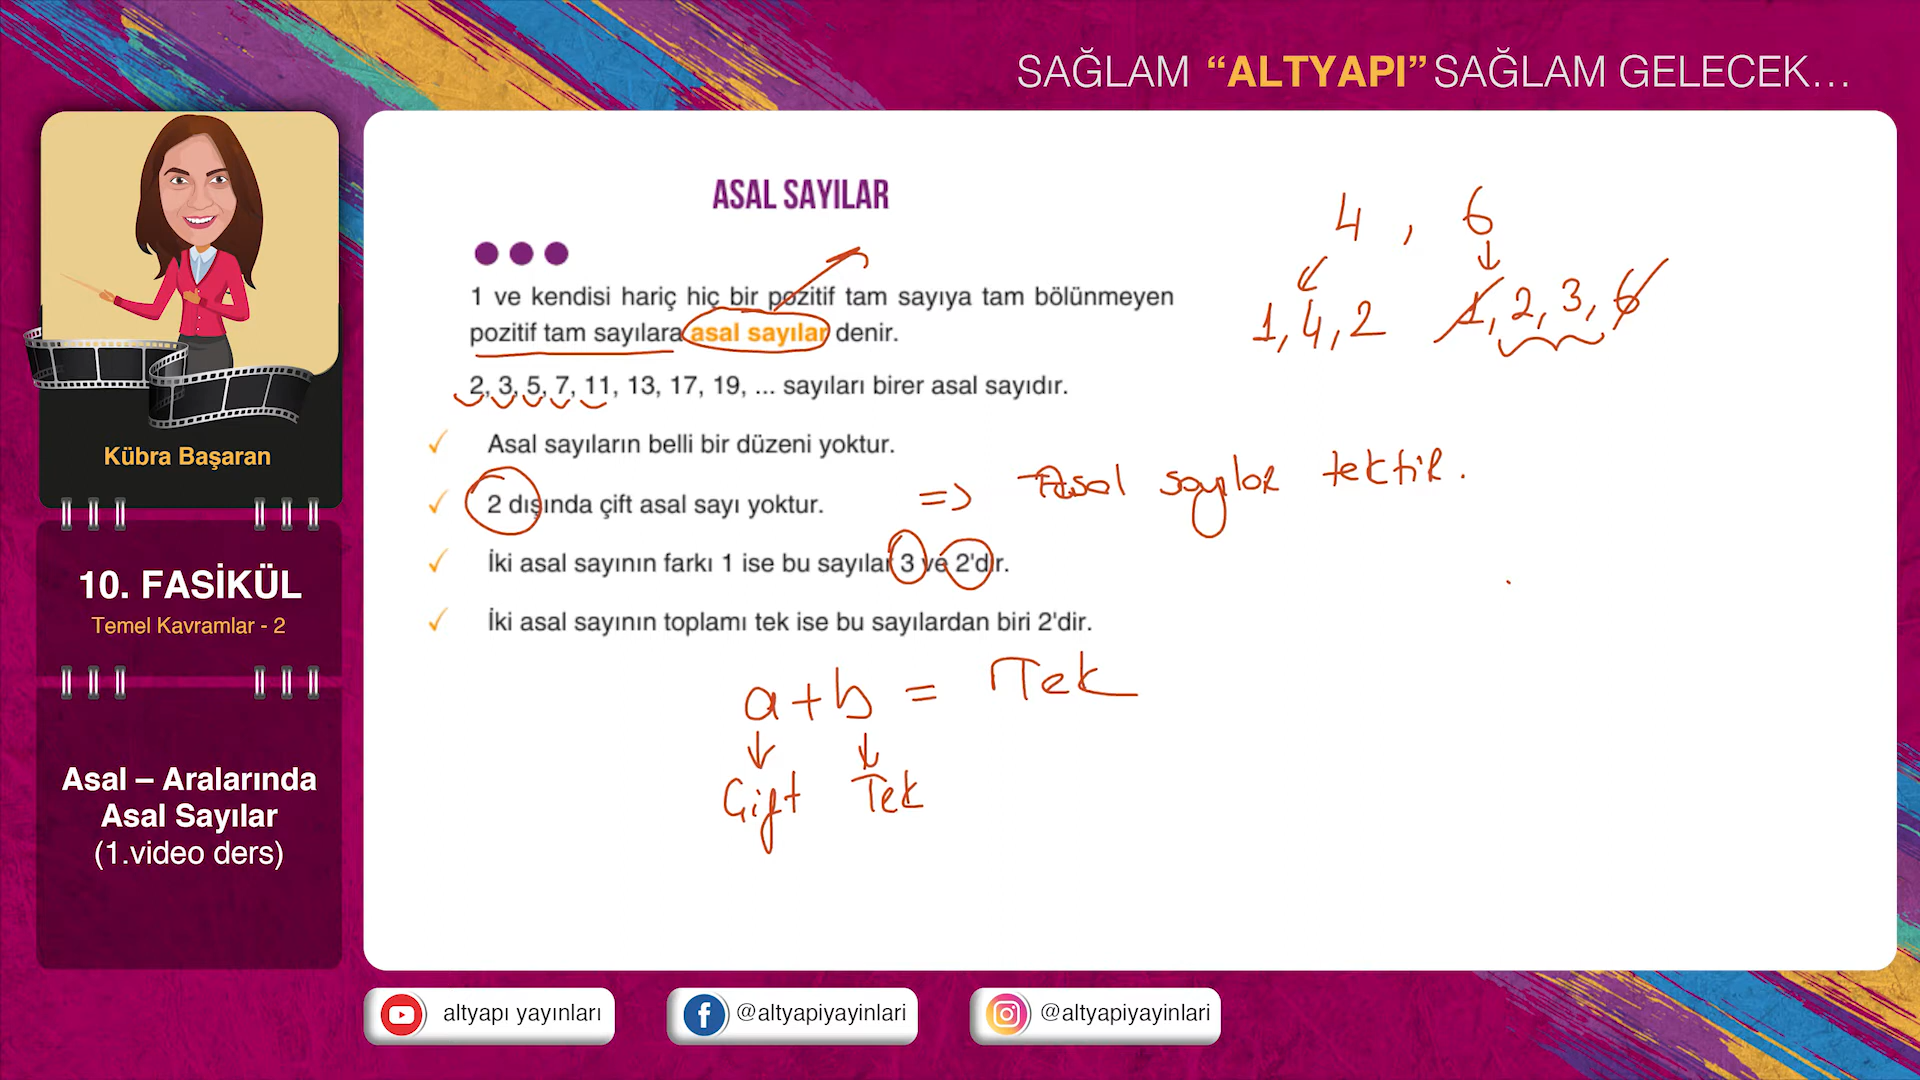 SAĞLAM “ALTYAPI” SAĞLAM GELECEK...
Kübra Başaran
10. FASİKÜL
Temel Kavramlar - 2
Asal – Aralarında
Asal Sayılar
(1.video ders)
ASAL SAYILAR
1 ve kendisi hariç hiç bir pozitif tam sayıya tam bölünmeyen
pozitif tam sayılara asal sayılar denir.
2, 3, 5, 7, 11, 13, 17, 19, ... sayıları birer asal sayıdır.
✓ Asal sayıların belli bir düzeni yoktur.
✓ 2 dışında çift asal sayı yoktur. => Asal sayılar tektir.
✓ İki asal sayının farkı 1 ise bu sayılar 3 ve 2'dir.
✓ İki asal sayının toplamı tek ise bu sayılardan biri 2'dir.
a+b = Tek
Çift Tek
4 , 6
1, 4, 2 1, 2, 3, 6
altyapı yayınları
@altyapiyayinlari
@altyapiyayinlari